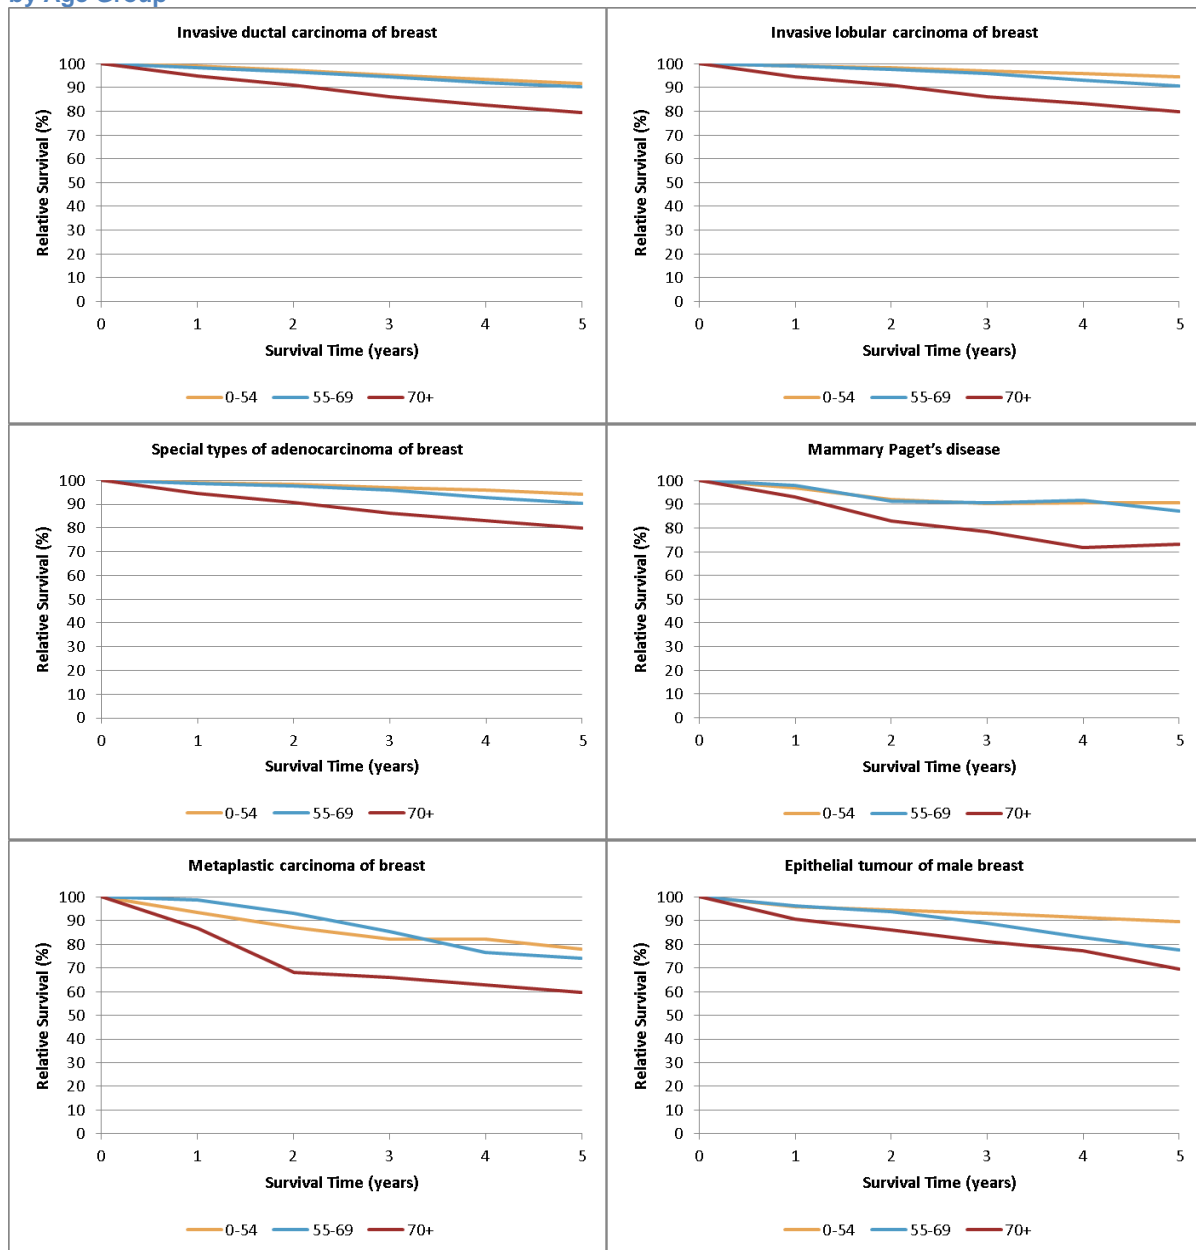 by Age Group
Invasive ductal carcinoma of breast
Relative Survival (%)
100
90
80
70
60
50
40
30
20
10
0
0 1 2 3 4 5
Survival Time (years)
0-54 55-69 70+
Invasive lobular carcinoma of breast
Relative Survival (%)
100
90
80
70
60
50
40
30
20
10
0
0 1 2 3 4 5
Survival Time (years)
0-54 55-69 70+
Special types of adenocarcinoma of breast
Relative Survival (%)
100
90
80
70
60
50
40
30
20
10
0
0 1 2 3 4 5
Survival Time (years)
0-54 55-69 70+
Mammary Paget’s disease
Relative Survival (%)
100
90
80
70
60
50
40
30
20
10
0
0 1 2 3 4 5
Survival Time (years)
0-54 55-69 70+
Metaplastic carcinoma of breast
Relative Survival (%)
100
90
80
70
60
50
40
30
20
10
0
0 1 2 3 4 5
Survival Time (years)
0-54 55-69 70+
Epithelial tumour of male breast
Relative Survival (%)
100
90
80
70
60
50
40
30
20
10
0
0 1 2 3 4 5
Survival Time (years)
0-54 55-69 70+